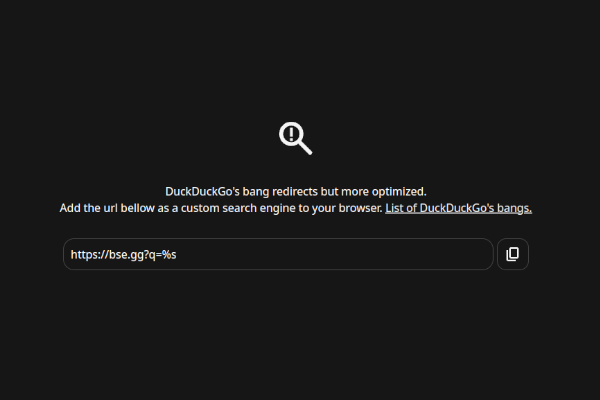 DuckDuckGo's bang redirects but more optimized.
Add the url bellow as a custom search engine to your browser. List of DuckDuckGo's bangs.
https://bse.gg?q=%s